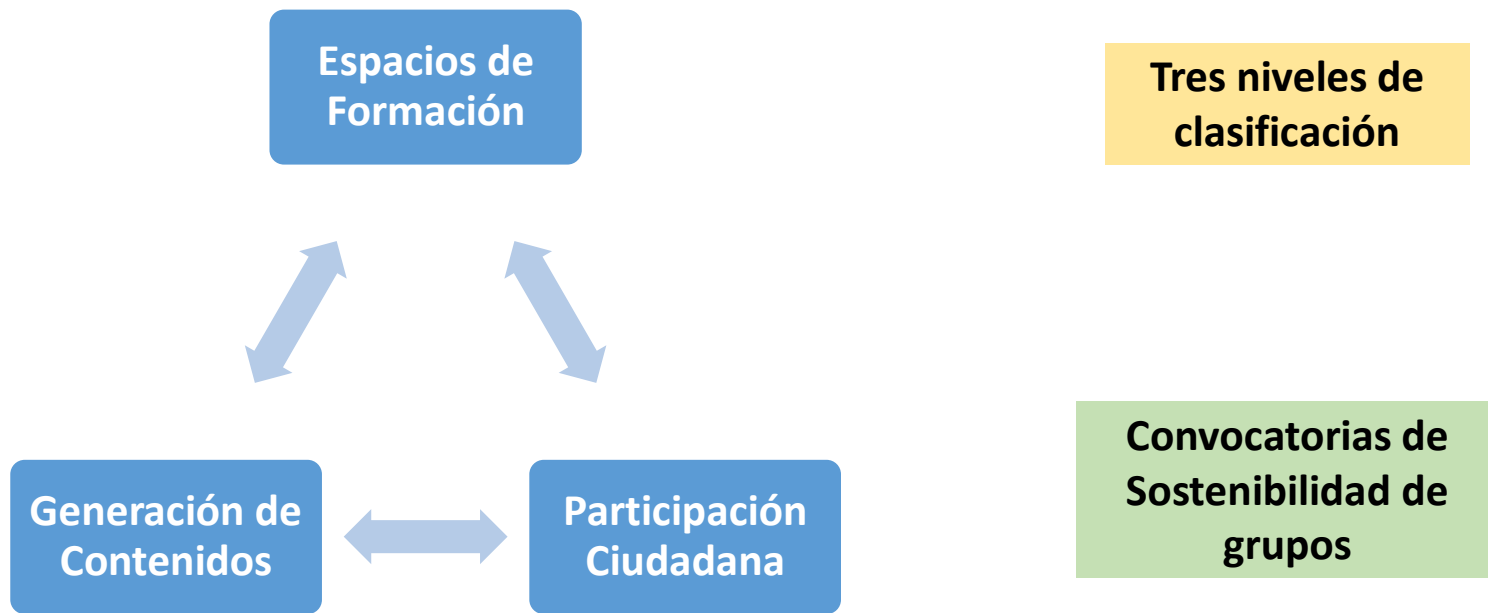 Espacios de
Formación
Tres niveles de
clasificación
Generación de
Contenidos
Participación
Ciudadana
Convocatorias de
Sostenibilidad de
grupos